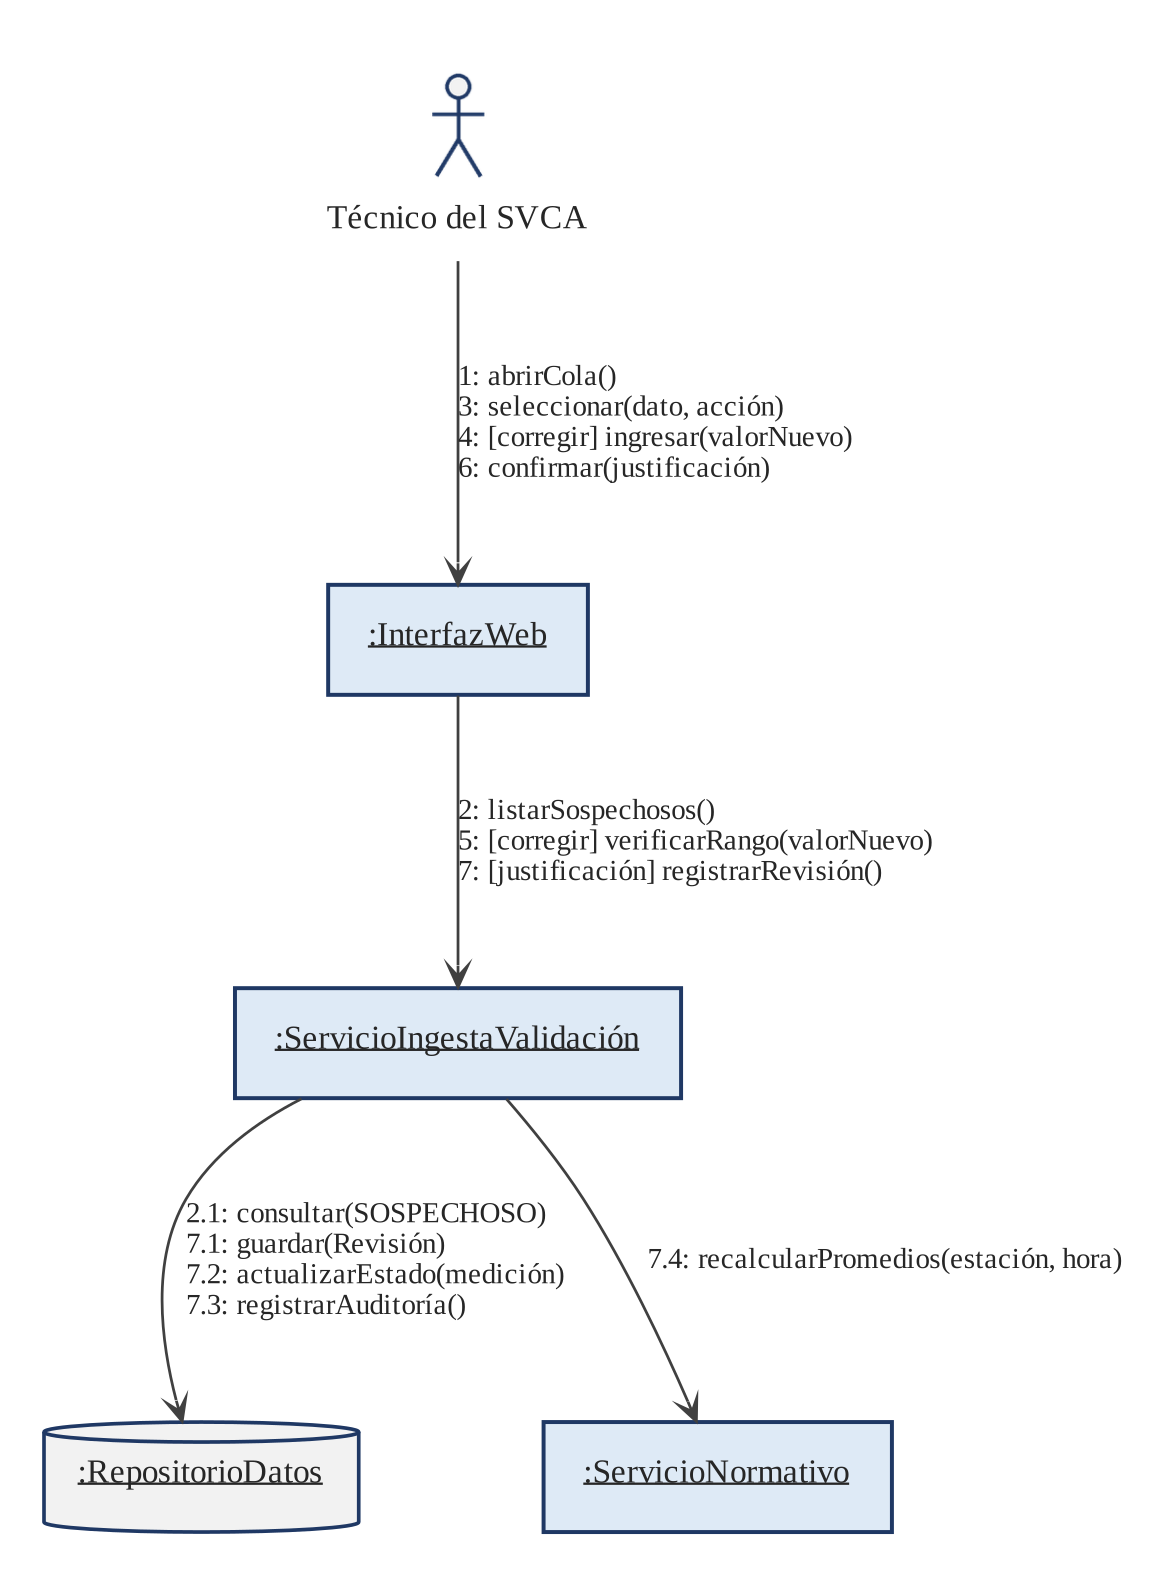 Técnico del SVCA
1: abrirCola()
3: seleccionar(dato, acción)
4: [corregir] ingresar(valorNuevo)
6: confirmar(justificación)
:InterfazWeb
2: listarSospechosos()
5: [corregir] verificarRango(valorNuevo)
7: [justificación] registrarRevisión()
:ServicioIngestaValidación
2.1: consultar(SOSPECHOSO)
7.1: guardar(Revisión)
7.2: actualizarEstado(medición)
7.3: registrarAuditoría()
7.4: recalcularPromedios(estación, hora)
:RepositorioDatos
:ServicioNormativo